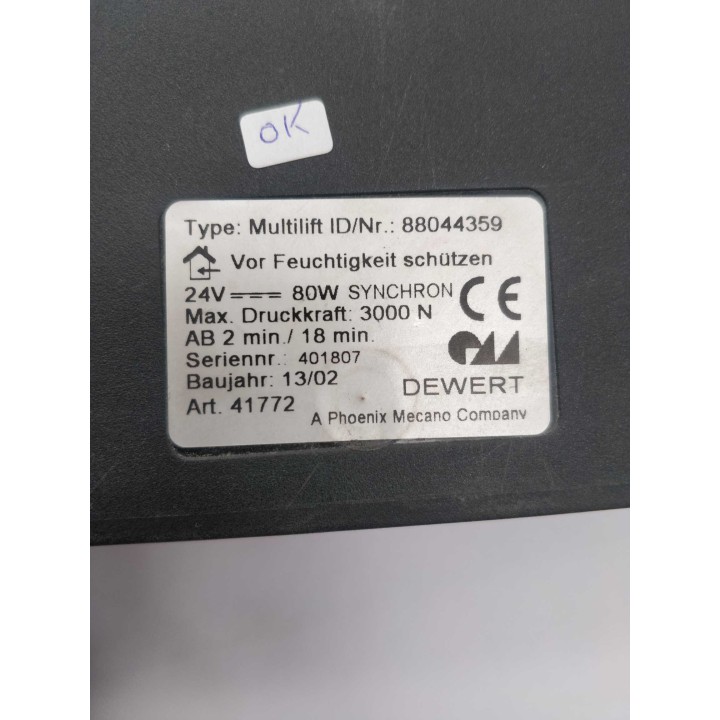 OK
Type: Multilift ID/Nr.: 88044359
Vor Feuchtigkeit schützen
24V 80W SYNCHRON CE
Max. Druckkraft: 3000 N
AB 2 min./ 18 min.
Seriennr.: 401807
Baujahr: 13/02
DEWERT
Art. 41772
A Phoenix Mecano Company